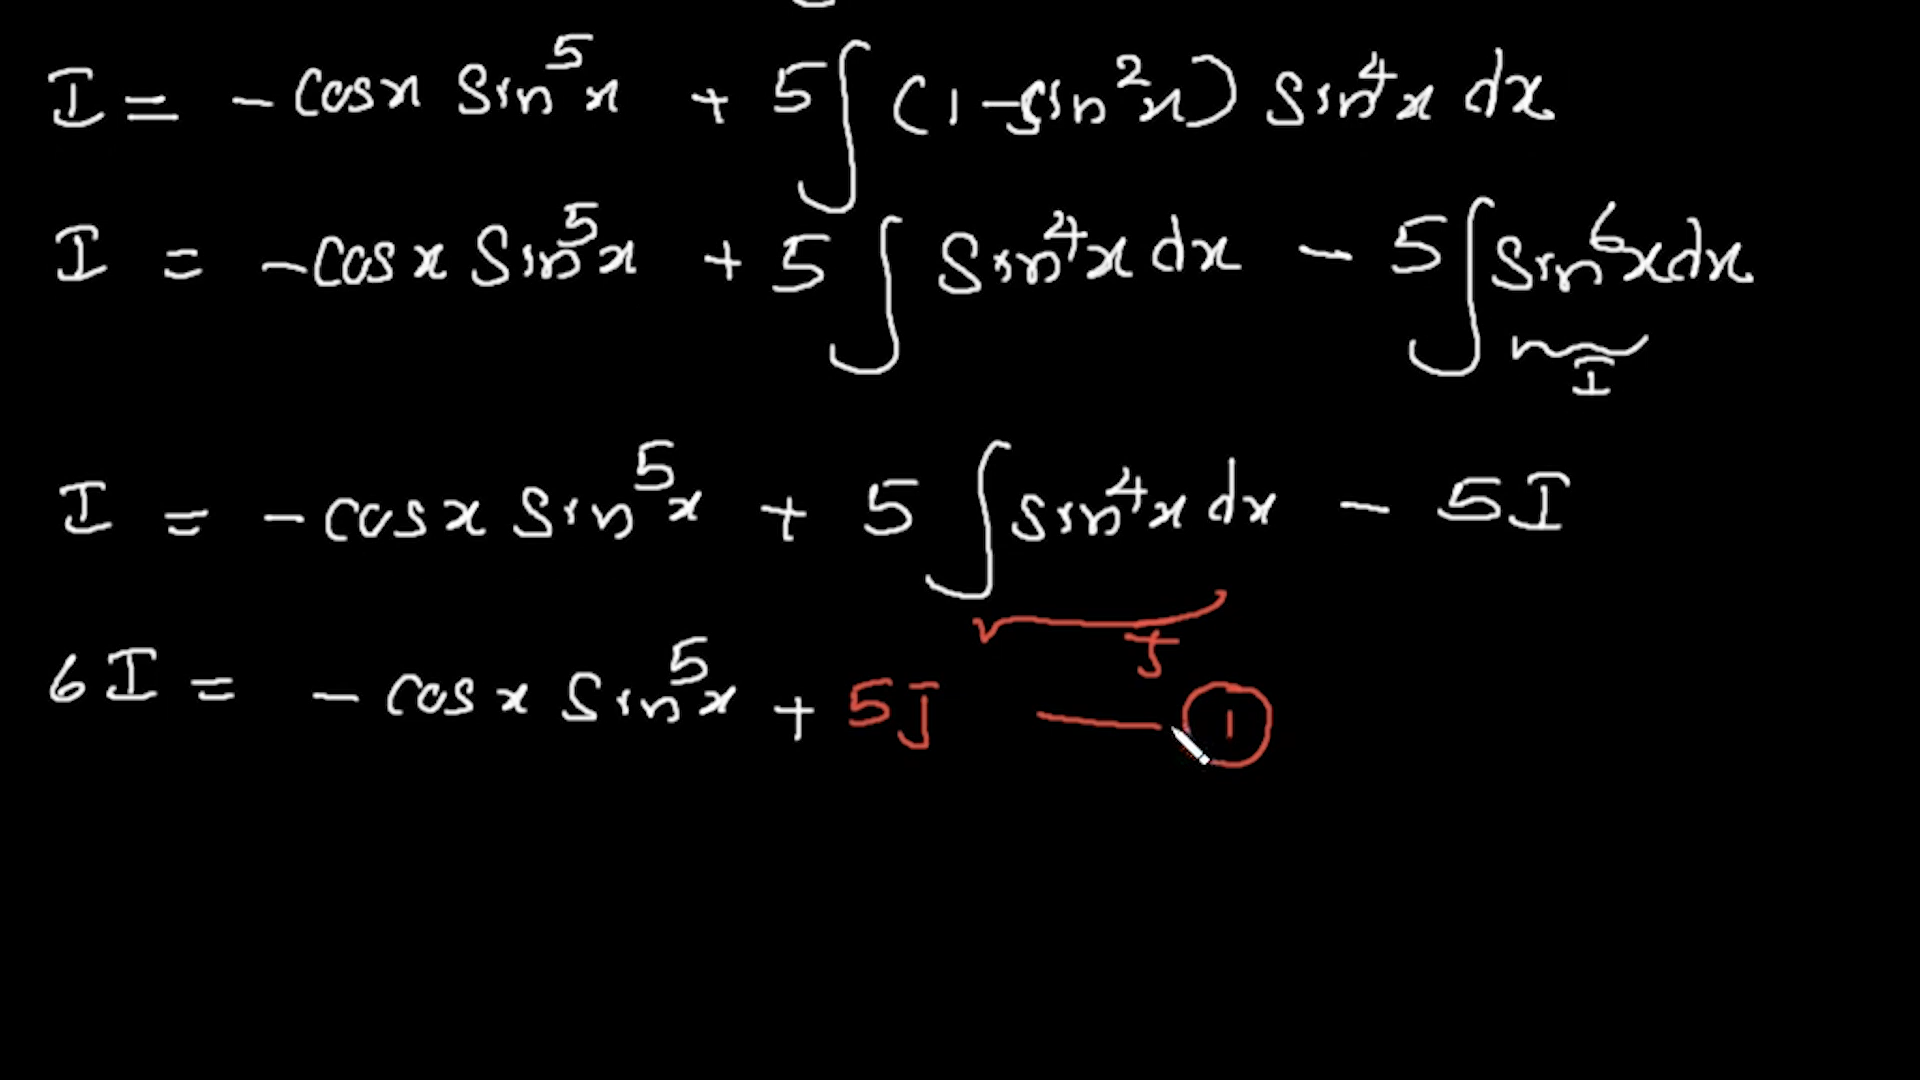 I = - cosx sin⁵x + 5∫(1-sin²x) sin⁴x dx
I = - cosx sin⁵x + 5∫ sin⁴x dx - 5∫sin⁶x dx
I
I = - cosx sin⁵x + 5∫sin⁴x dx - 5I
J
6I = - cosx sin⁵x + 5J — 1